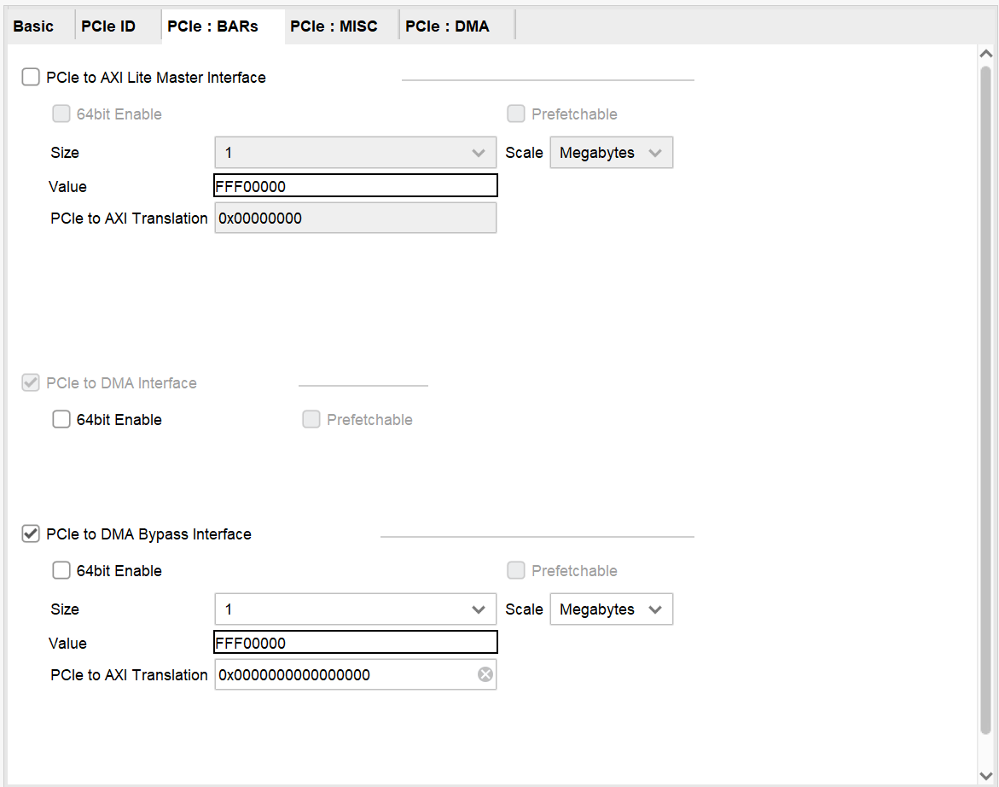 Basic PCIe ID PCIe : BARs PCIe : MISC PCIe : DMA
PCIe to AXI Lite Master Interface
64bit Enable Prefetchable
Size 1 Scale Megabytes
Value FFF00000
PCIe to AXI Translation 0x00000000
PCIe to DMA Interface
64bit Enable Prefetchable
PCIe to DMA Bypass Interface
64bit Enable Prefetchable
Size 1 Scale Megabytes
Value FFF00000
PCIe to AXI Translation 0x0000000000000000